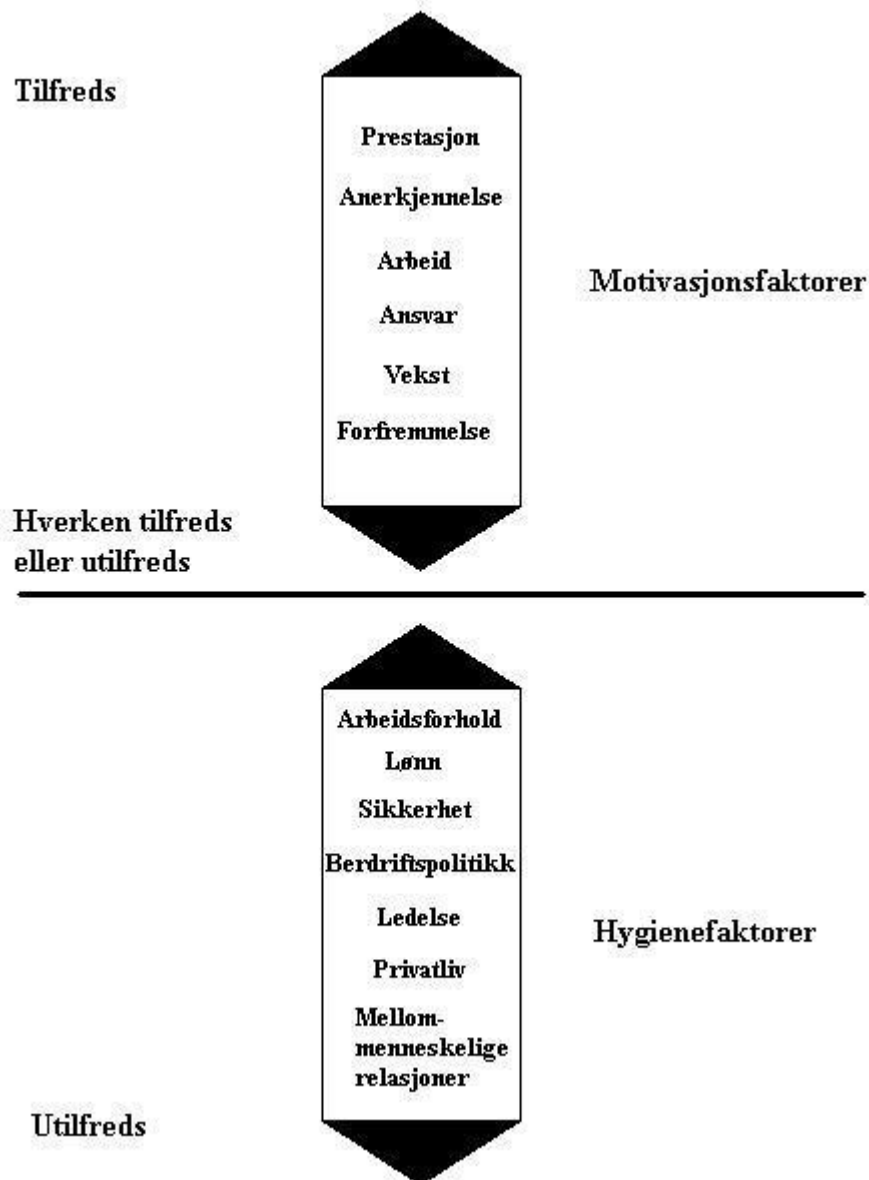 Tilfreds
Prestasjon
Anerkjennelse
Arbeid
Ansvar
Vekst
Forfremmelse
Motivasjonsfaktorer
Hverken tilfreds
eller utilfreds
Arbeidsforhold
Lønn
Sikkerhet
Berdriftspolitikk
Ledelse
Privatliv
Mellom-
menneskelige
relasjoner
Hygienefaktorer
Utilfreds